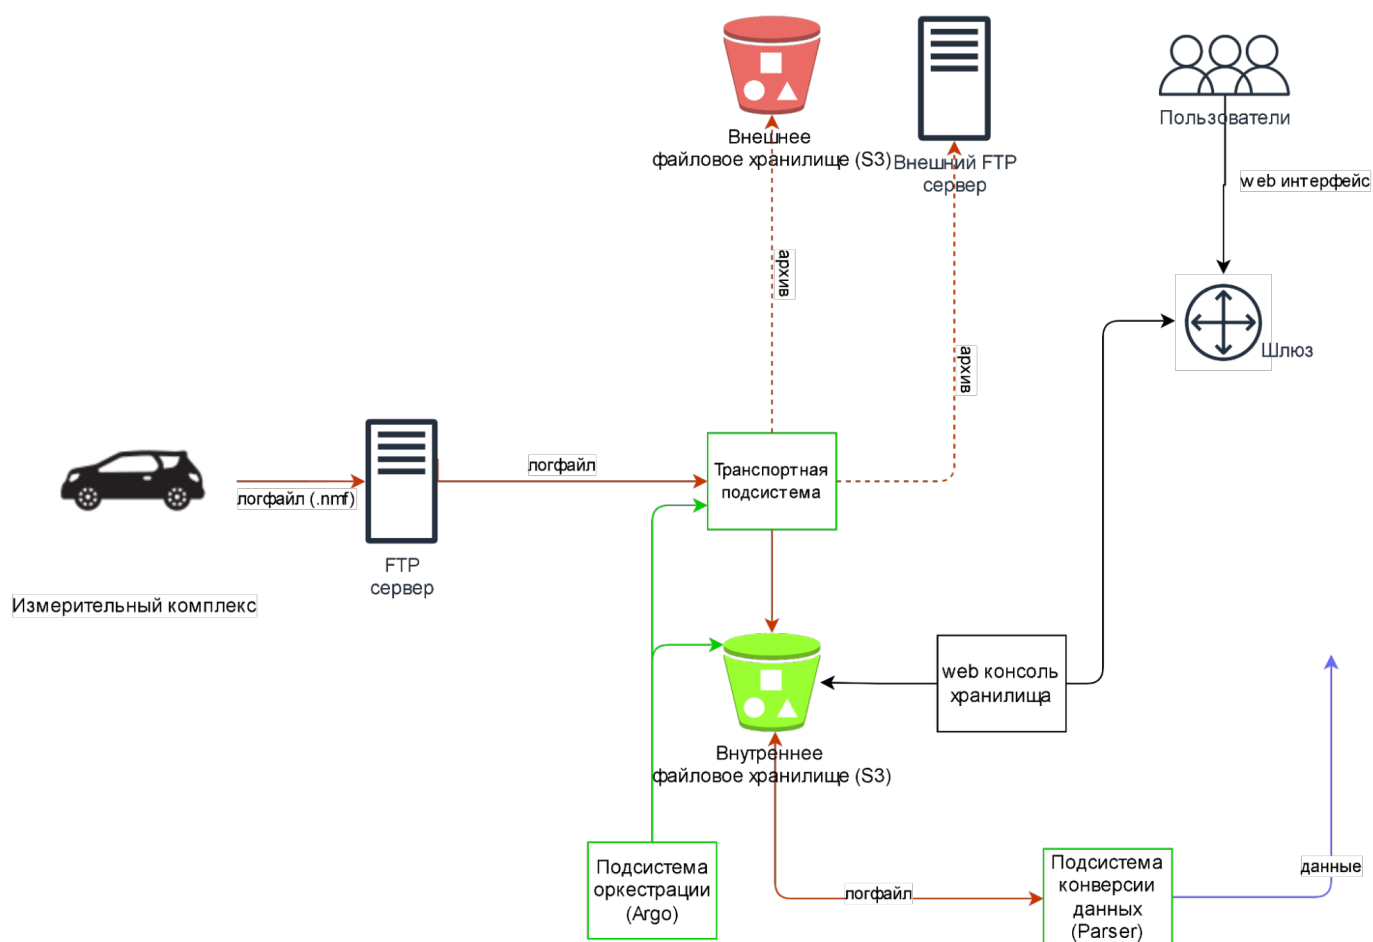 Внешнее
файловое хранилище (S3)
Внешний FTP
сервер
Пользователи
web интерфейс
архив
архив
Шлюз
логфайл (.nmf)
логфайл
Транспортная
подсистема
FTP
сервер
Измерительный комплекс
web консоль
хранилища
Внутреннее
файловое хранилище (S3)
Подсистема
оркестрации
(Argo)
логфайл
Подсистема
конверсии
данных
(Parser)
данные